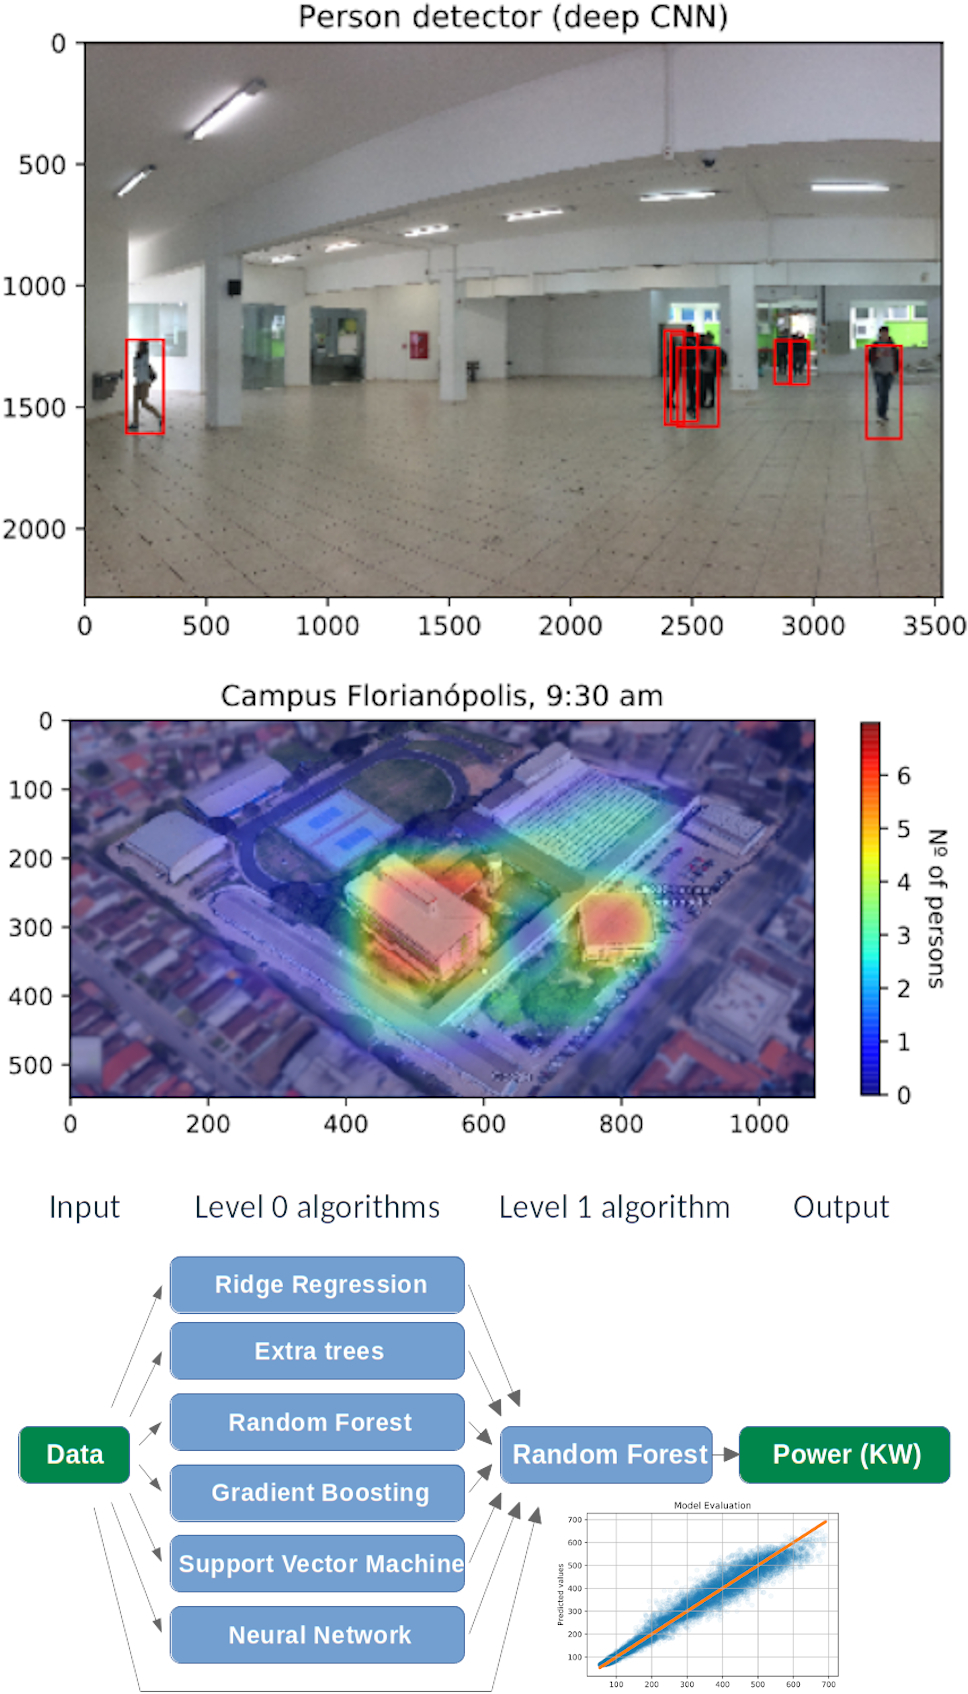 Person detector (deep CNN)
0
500
1000
1500
2000
0 500 1000 1500 2000 2500 3000 3500
Campus Florianópolis, 9:30 am
0
100
200
300
400
500
0 200 400 600 800 1000
6
5
4
3
2
1
0
Nº of persons
Input Level 0 algorithms Level 1 algorithm Output
Ridge Regression
Extra trees
Random Forest
Data
Random Forest
Power (KW)
Gradient Boosting
Support Vector Machine
Neural Network
Model Evaluation
700
600
500
400
300
200
100
Predicted values
100 200 300 400 500 600 700